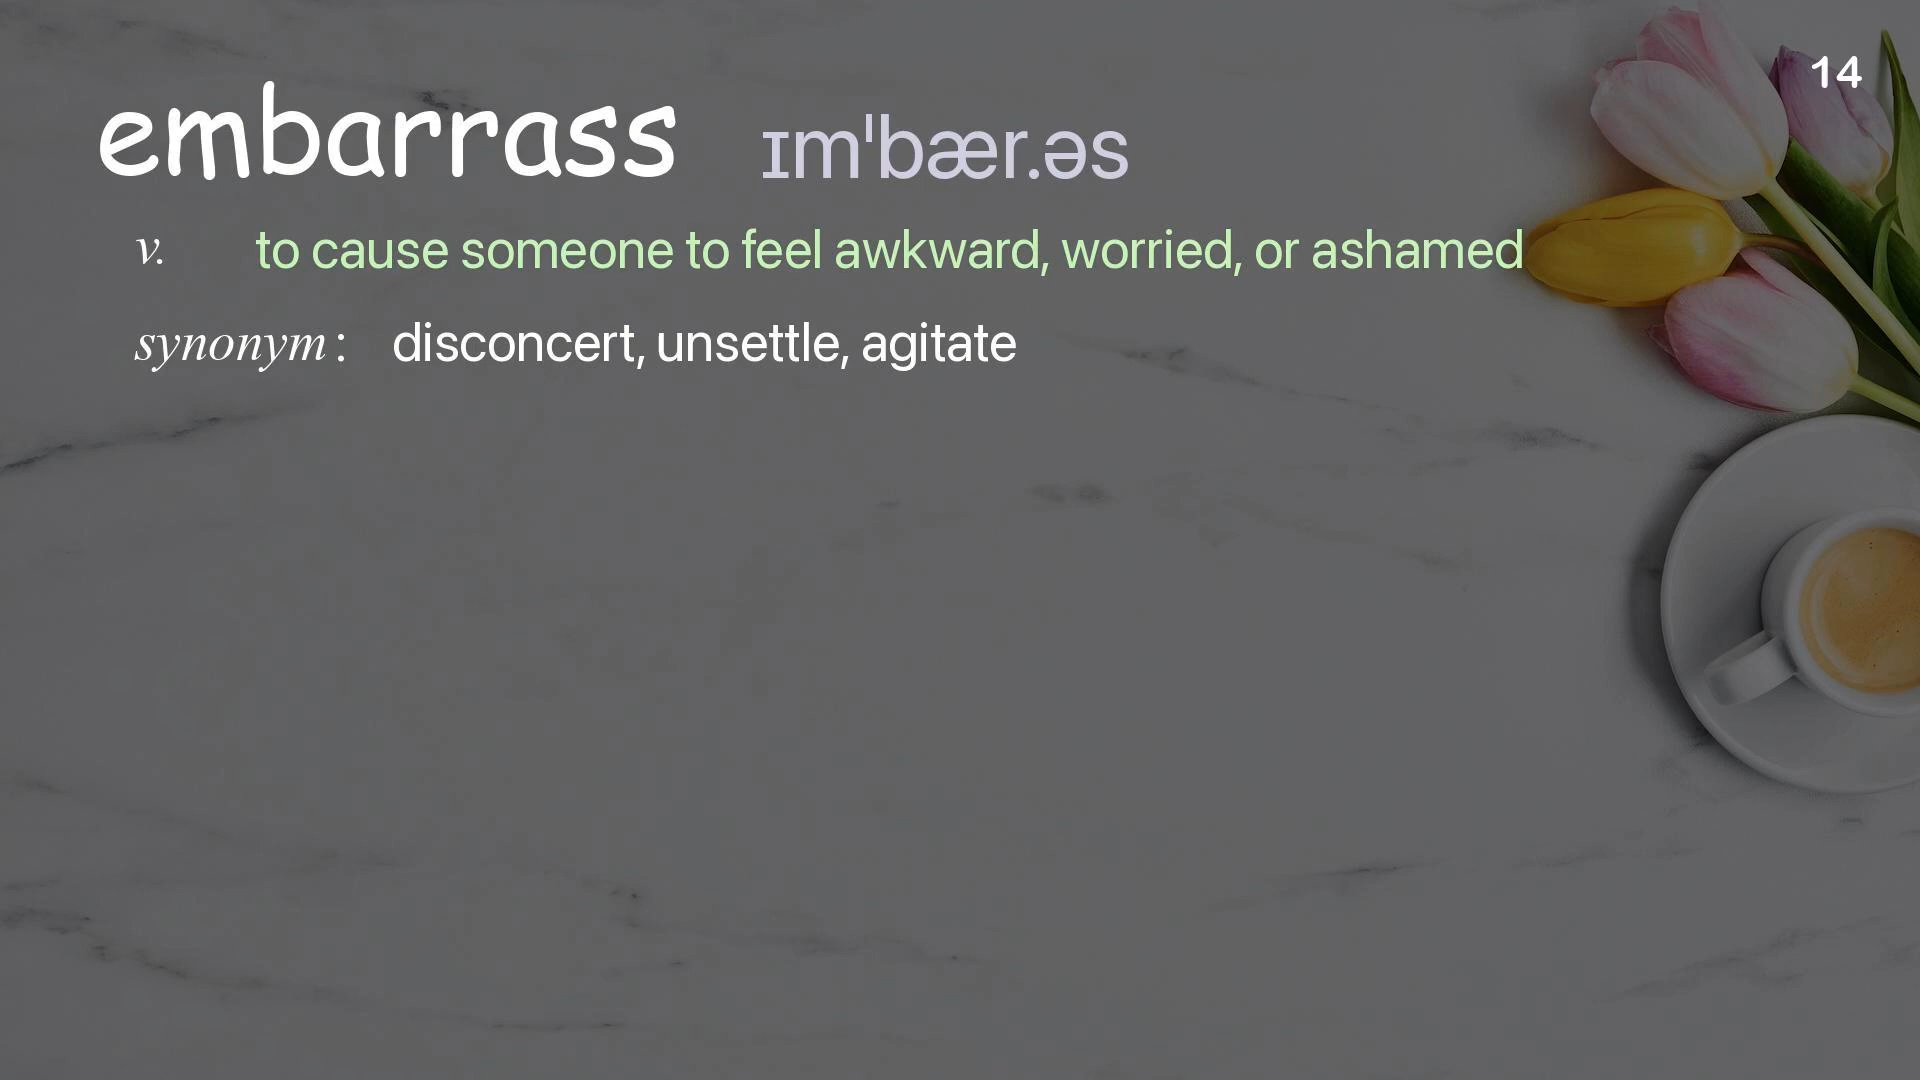 14
embarrass ɪmˈbær.əs
v. to cause someone to feel awkward, worried, or ashamed
synonym : disconcert, unsettle, agitate